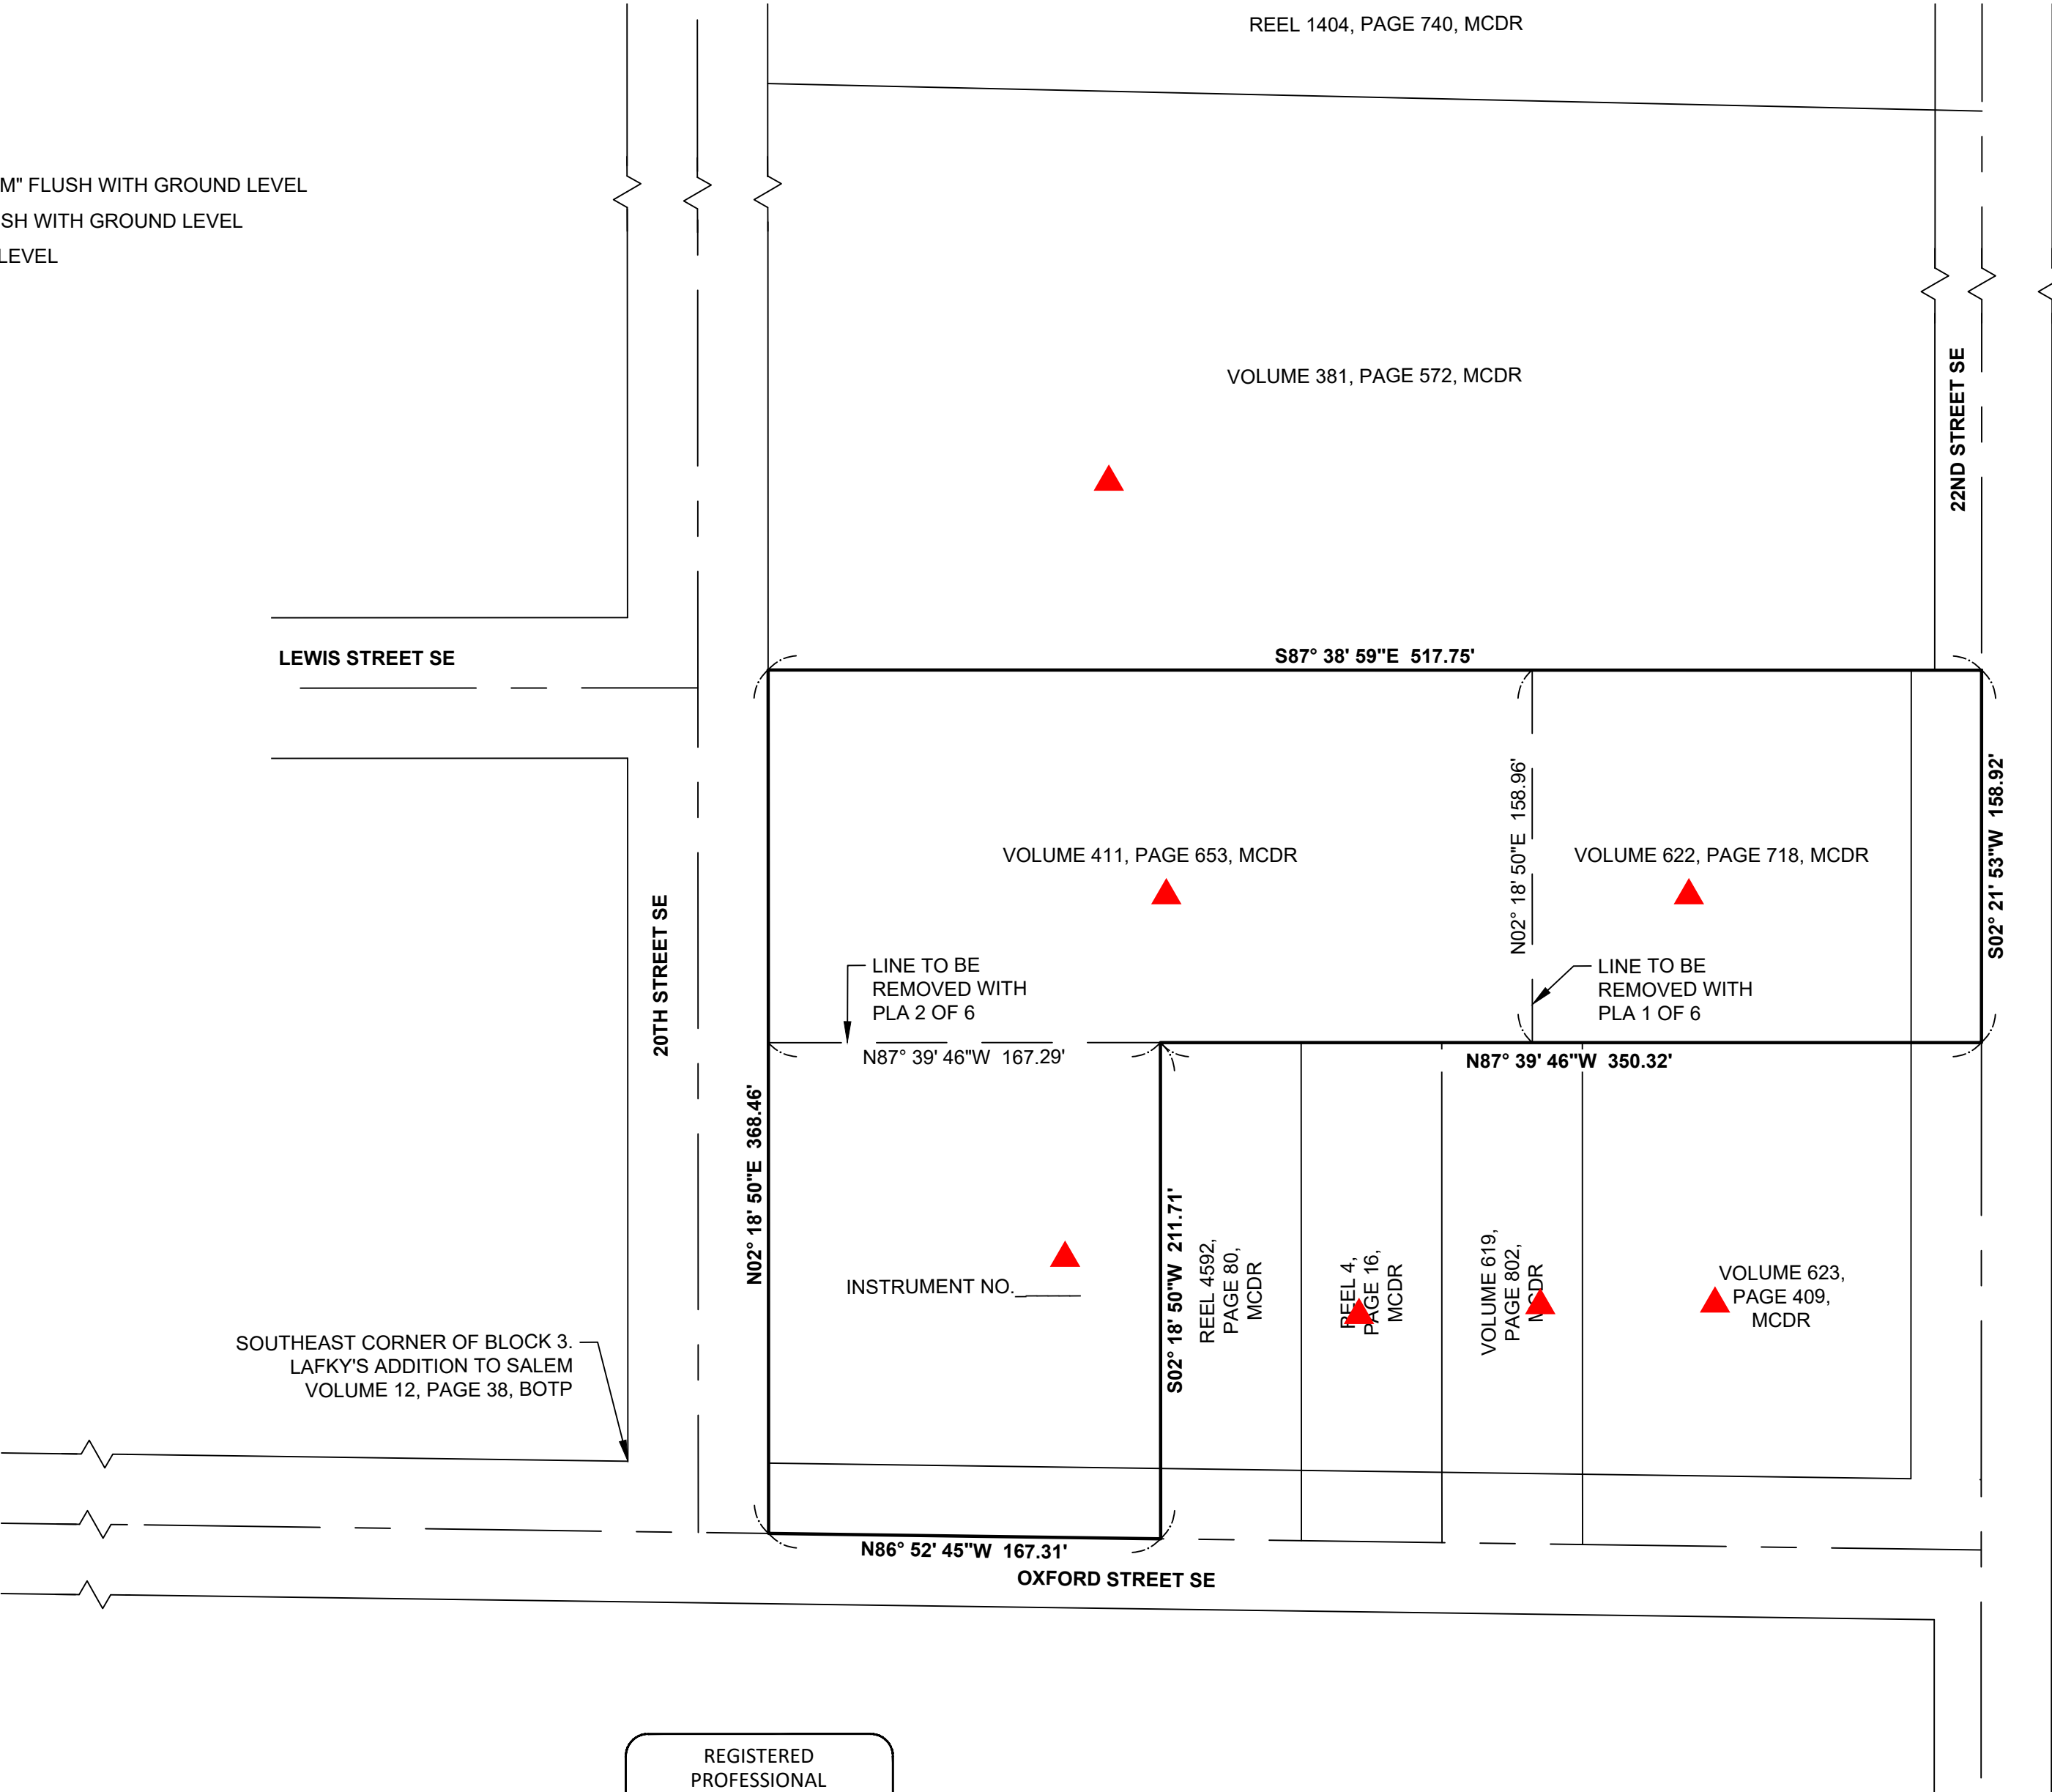 REEL 1404, PAGE 740, MCDR
M" FLUSH WITH GROUND LEVEL
SH WITH GROUND LEVEL
LEVEL
VOLUME 381, PAGE 572, MCDR
22ND STREET SE
LEWIS STREET SE
S87° 38' 59"E 517.75'
N02° 18' 50"E 158.96'
S02° 21' 53"W 158.92'
VOLUME 411, PAGE 653, MCDR
VOLUME 622, PAGE 718, MCDR
20TH STREET SE
LINE TO BE
REMOVED WITH
PLA 2 OF 6
LINE TO BE
REMOVED WITH
PLA 1 OF 6
N87° 39' 46"W 167.29'
N87° 39' 46"W 350.32'
N02° 18' 50"E 368.46'
S02° 18' 50"W 211.71'
INSTRUMENT NO._______
REEL 4592,
PAGE 80,
MCDR
REEL 4,
PAGE 16,
MCDR
VOLUME 619,
PAGE 802,
MCDR
VOLUME 623,
PAGE 409,
MCDR
SOUTHEAST CORNER OF BLOCK 3.
LAFKY'S ADDITION TO SALEM
VOLUME 12, PAGE 38, BOTP
N86° 52' 45"W 167.31'
OXFORD STREET SE
REGISTERED
PROFESSIONAL